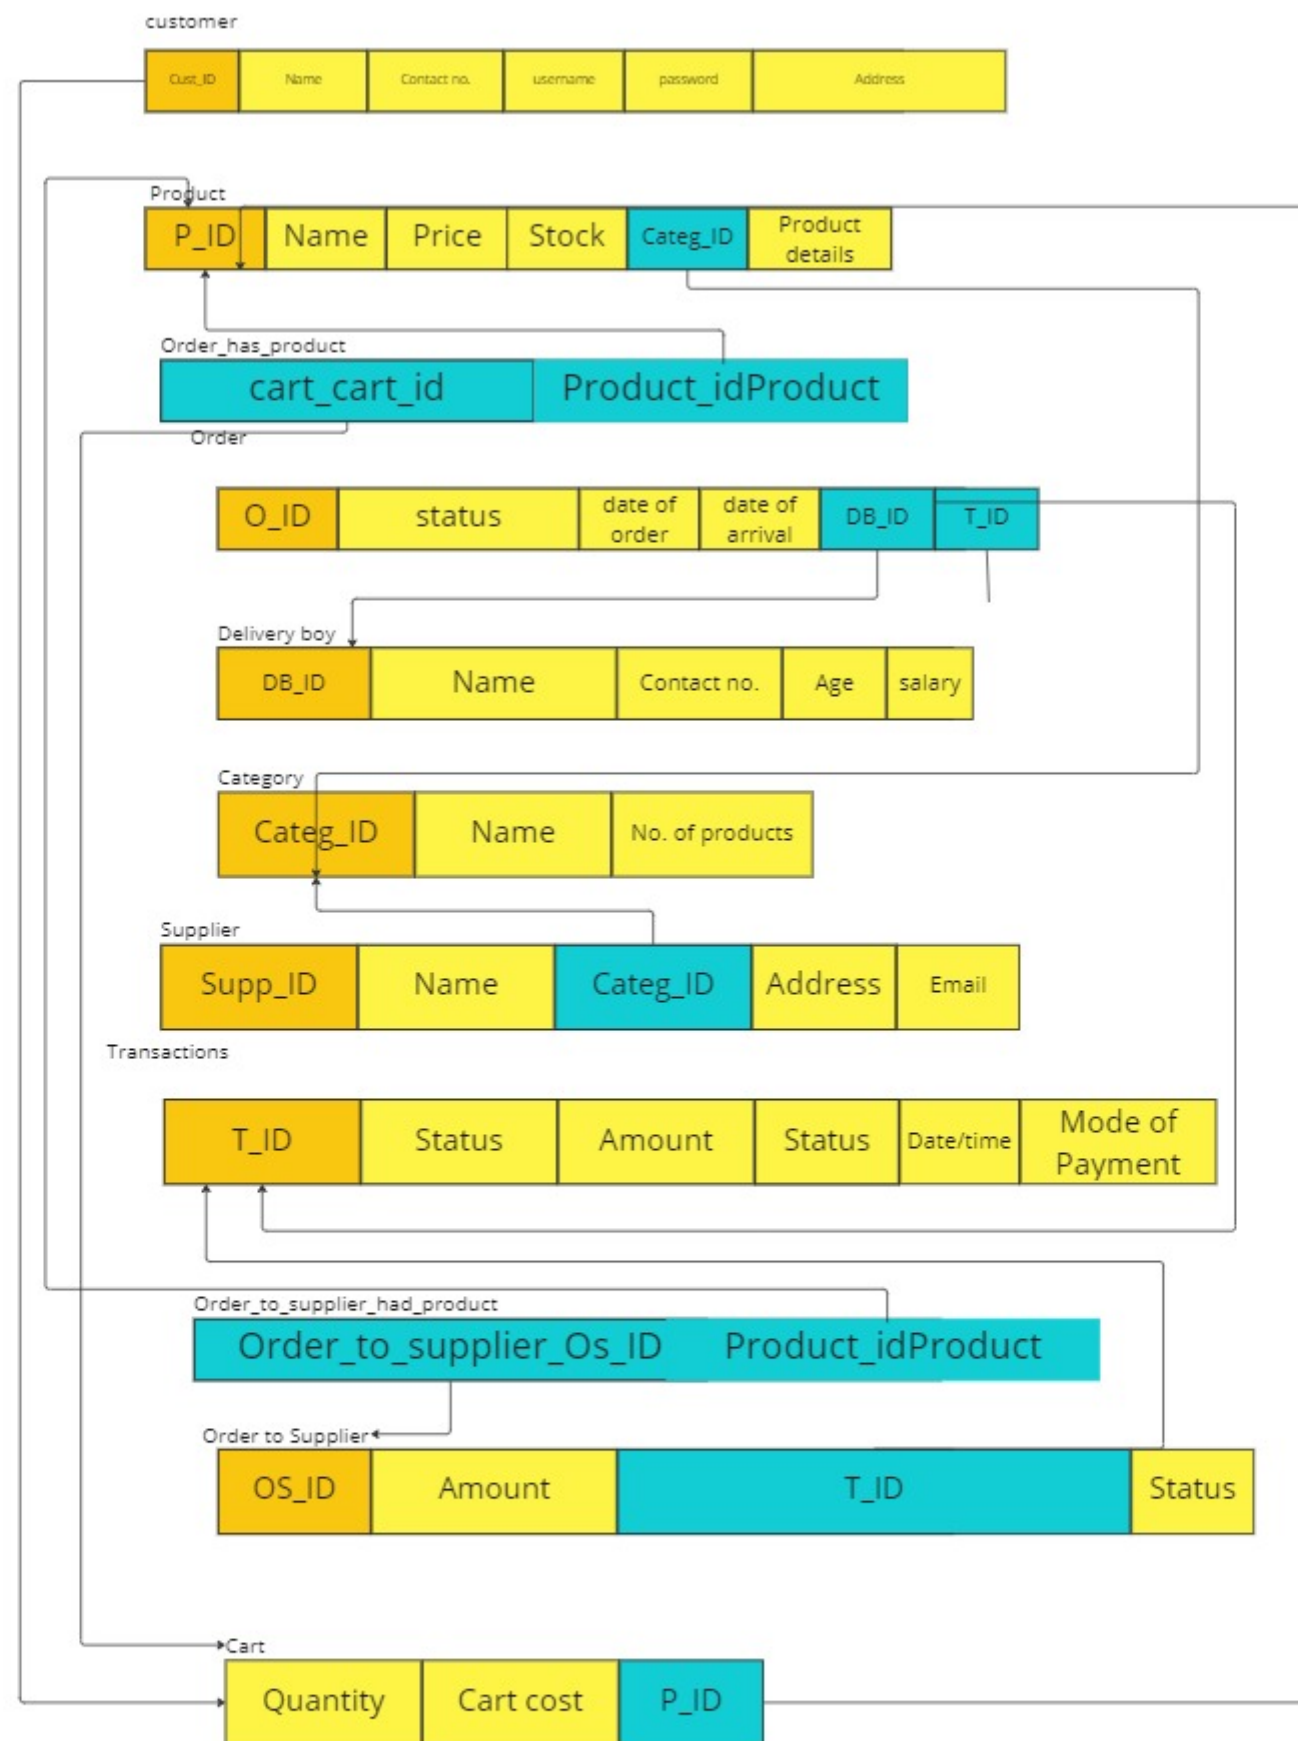 customer
Cust_ID Name Contact no. username password Address
Product
P_ID Name Price Stock Categ_ID Product details
Order_has_product
cart_cart_id Product_idProduct
Order
O_ID status date of order date of arrival DB_ID T_ID
Delivery boy
DB_ID Name Contact no. Age salary
Category
Categ_ID Name No. of products
Supplier
Supp_ID Name Categ_ID Address Email
Transactions
T_ID Status Amount Status Date/time Mode of Payment
Order_to_supplier_had_product
Order_to_supplier_Os_ID Product_idProduct
Order to Supplier
OS_ID Amount T_ID Status
Cart
Quantity Cart cost P_ID